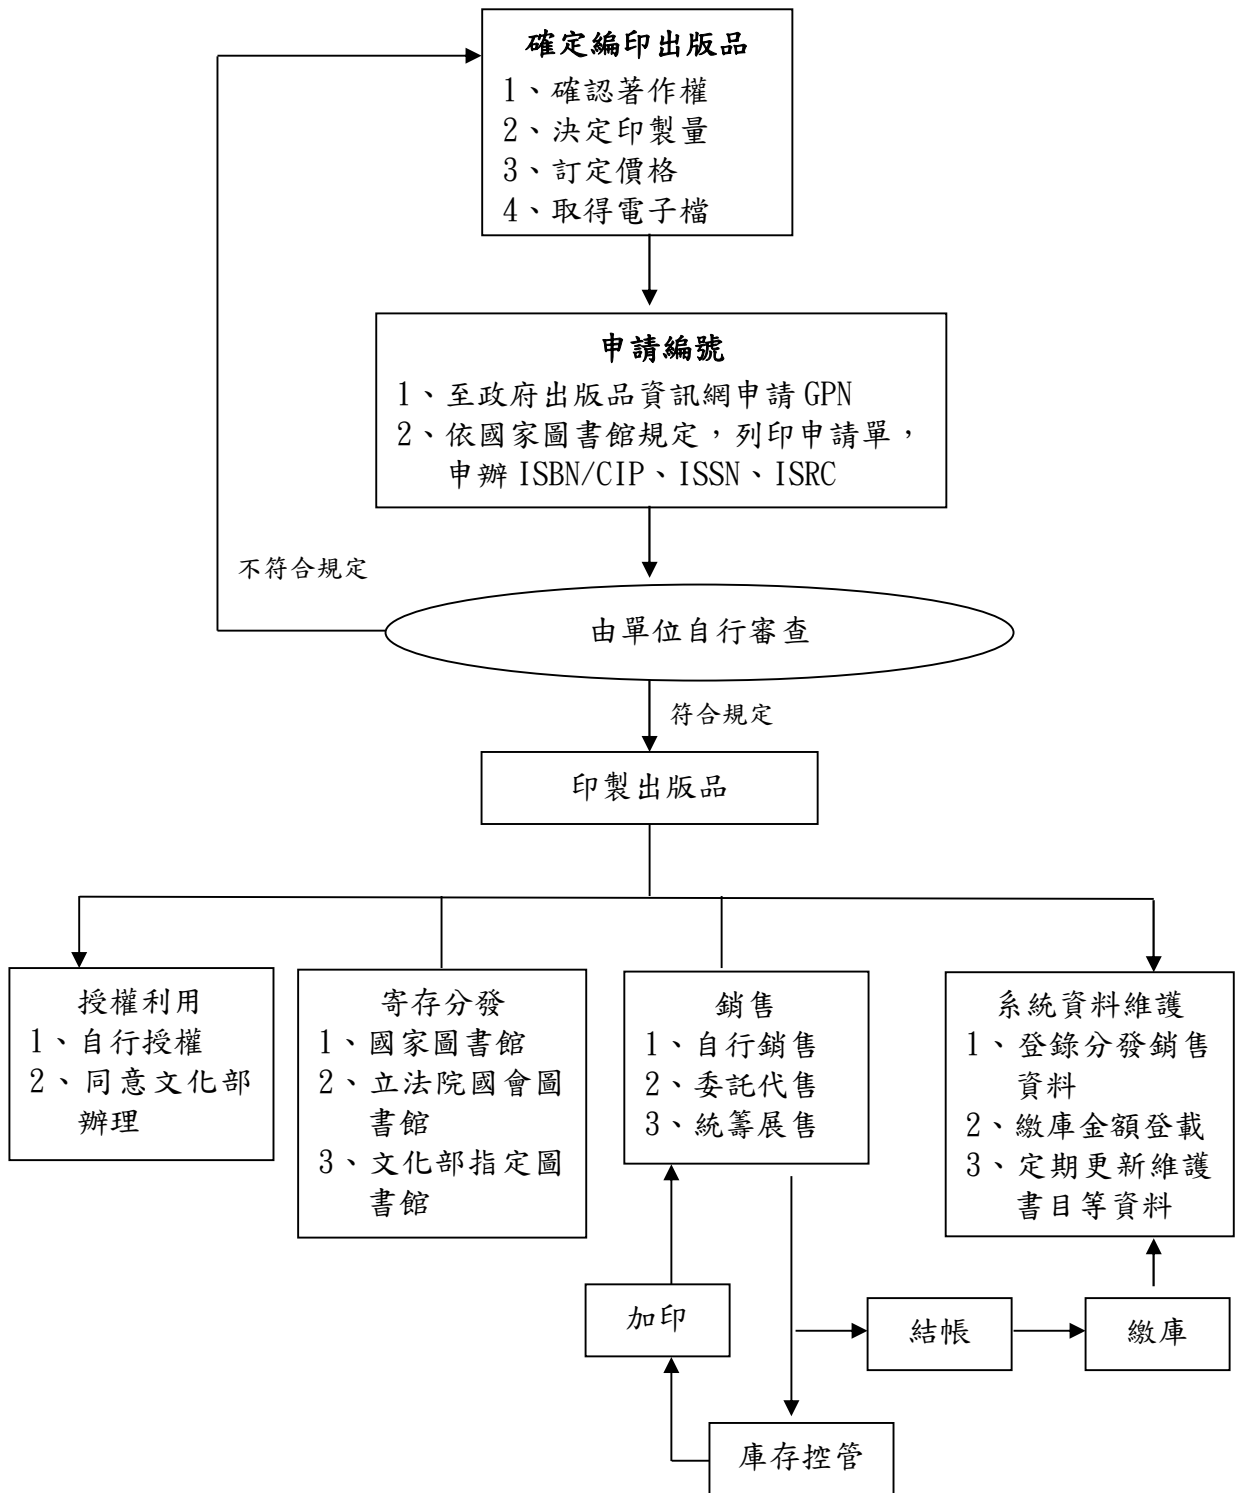 確定編印出版品
1、確認著作權
2、決定印製量
3、訂定價格
4、取得電子檔
申請編號
1、至政府出版品資訊網申請 GPN
2、依國家圖書館規定，列印申請單，
申辦 ISBN/CIP、ISSN、ISRC
不符合規定
由單位自行審查
符合規定
印製出版品
授權利用
1、自行授權
2、同意文化部
辦理
寄存分發
1、國家圖書館
2、立法院國會圖
書館
3、文化部指定圖
書館
銷售
1、自行銷售
2、委託代售
3、統籌展售
系統資料維護
1、登錄分發銷售
資料
2、繳庫金額登載
3、定期更新維護
書目等資料
加印
結帳
繳庫
庫存控管